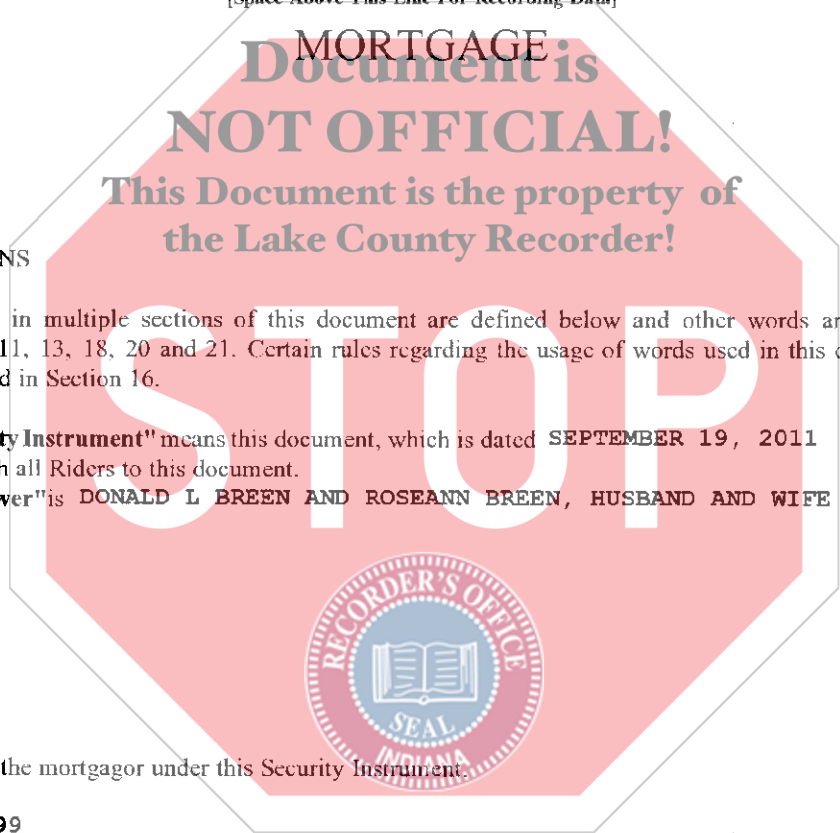 [Space Above This Line For Recording Data]
MORTGAGE
Document is
NOT OFFICIAL!
This Document is the property of
the Lake County Recorder!
NS
in multiple sections of this document are defined below and other words ar
11, 13, 18, 20 and 21. Certain rules regarding the usage of words used in this
d in Section 16.
STOP
ty Instrument" means this document, which is dated SEPTEMBER 19, 2011
h all Riders to this document.
wer" is DONALD L BREEN AND ROSEANN BREEN, HUSBAND AND WIFE
RECORDER'S OFFICE
SEAL
INDIANA
the mortgagor under this Security Instrument.
99